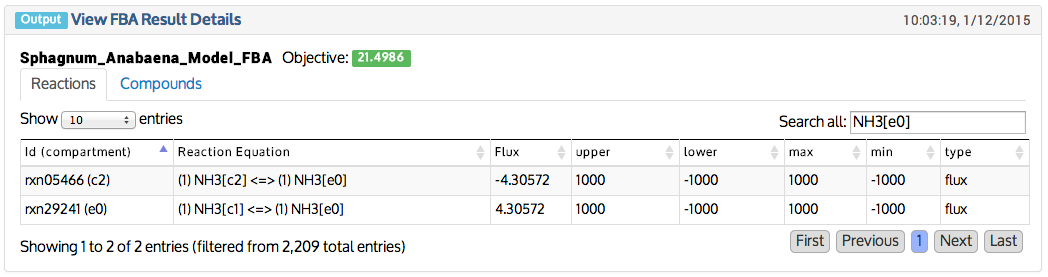 Output View FBA Result Details 10:03:19, 1/12/2015
Sphagnum_Anabaena_Model_FBA Objective: 21.4986
Reactions Compounds
Show 10 entries Search all: NH3[e0]
Id (compartment) Reaction Equation Flux upper lower max min type
rxn05466 (c2) (1) NH3[c2] <=> (1) NH3[e0] -4.30572 1000 -1000 1000 -1000 flux
rxn29241 (e0) (1) NH3[c1] <=> (1) NH3[e0] 4.30572 1000 -1000 1000 -1000 flux
Showing 1 to 2 of 2 entries (filtered from 2,209 total entries) First Previous 1 Next Last